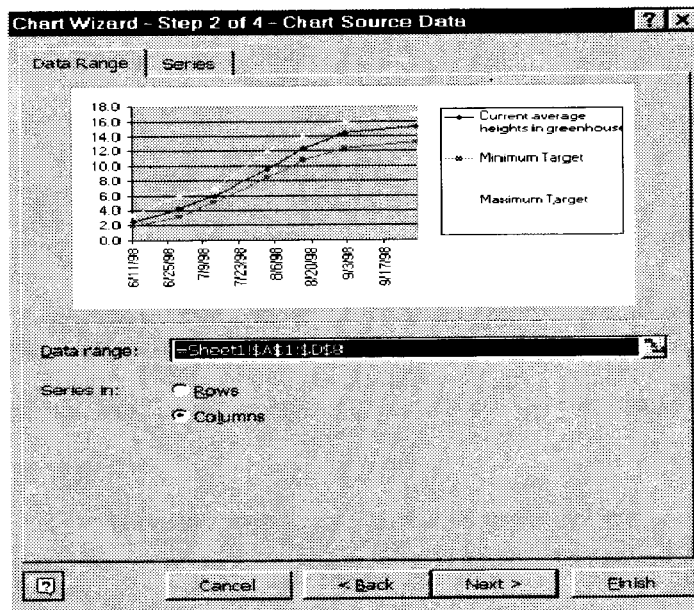 Chart Wizard - Step 2 of 4 - Chart Source Data
Data Range
Series
18.0
16.0
14.0
12.0
10.0
8.0
6.0
4.0
2.0
0.0
6/11/98
6/25/98
7/9/98
7/23/98
8/6/98
8/20/98
9/3/98
9/17/98
Current average
heights in greenhouse
Minimum Target
Maximum Target
Data range:
=Sheet1!$A$1:$D$8
Series in:
Rows
Columns
?
Cancel
< Back
Next >
Finish